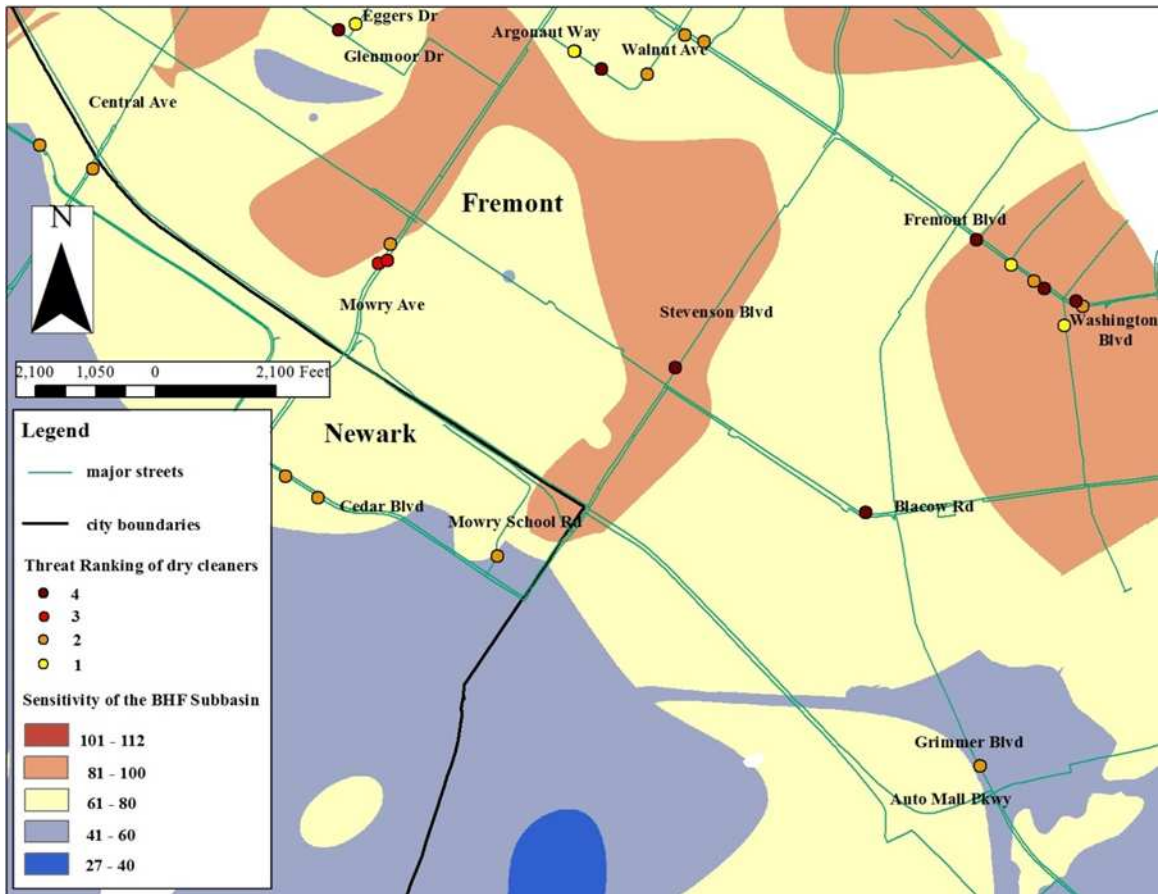 Eggers Dr
Glenmoor Dr
Argonaut Way
Walnut Ave
Central Ave
N
Fremont
Fremont Blvd
Mowry Ave
Stevenson Blvd
Washington
Blvd
2,100 1,050 0 2,100 Feet
Newark
Cedar Blvd
Mowry School Rd
Blacow Rd
Grimmer Blvd
Auto Mall Pkwy
Legend
major streets
city boundaries
Threat Ranking of dry cleaners
4
3
2
1
Sensitivity of the BHF Subbasin
101 - 112
81 - 100
61 - 80
41 - 60
27 - 40